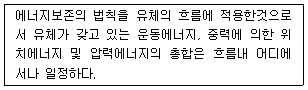 에너지보존의 법칙을 유체의 흐름에 적용한것으로
서 유체가 갖고 있는 운동에너지, 중력에 의한 위
치에너지 및 압력에너지의 총합은 흐름내 어디에
서나 일정하다.